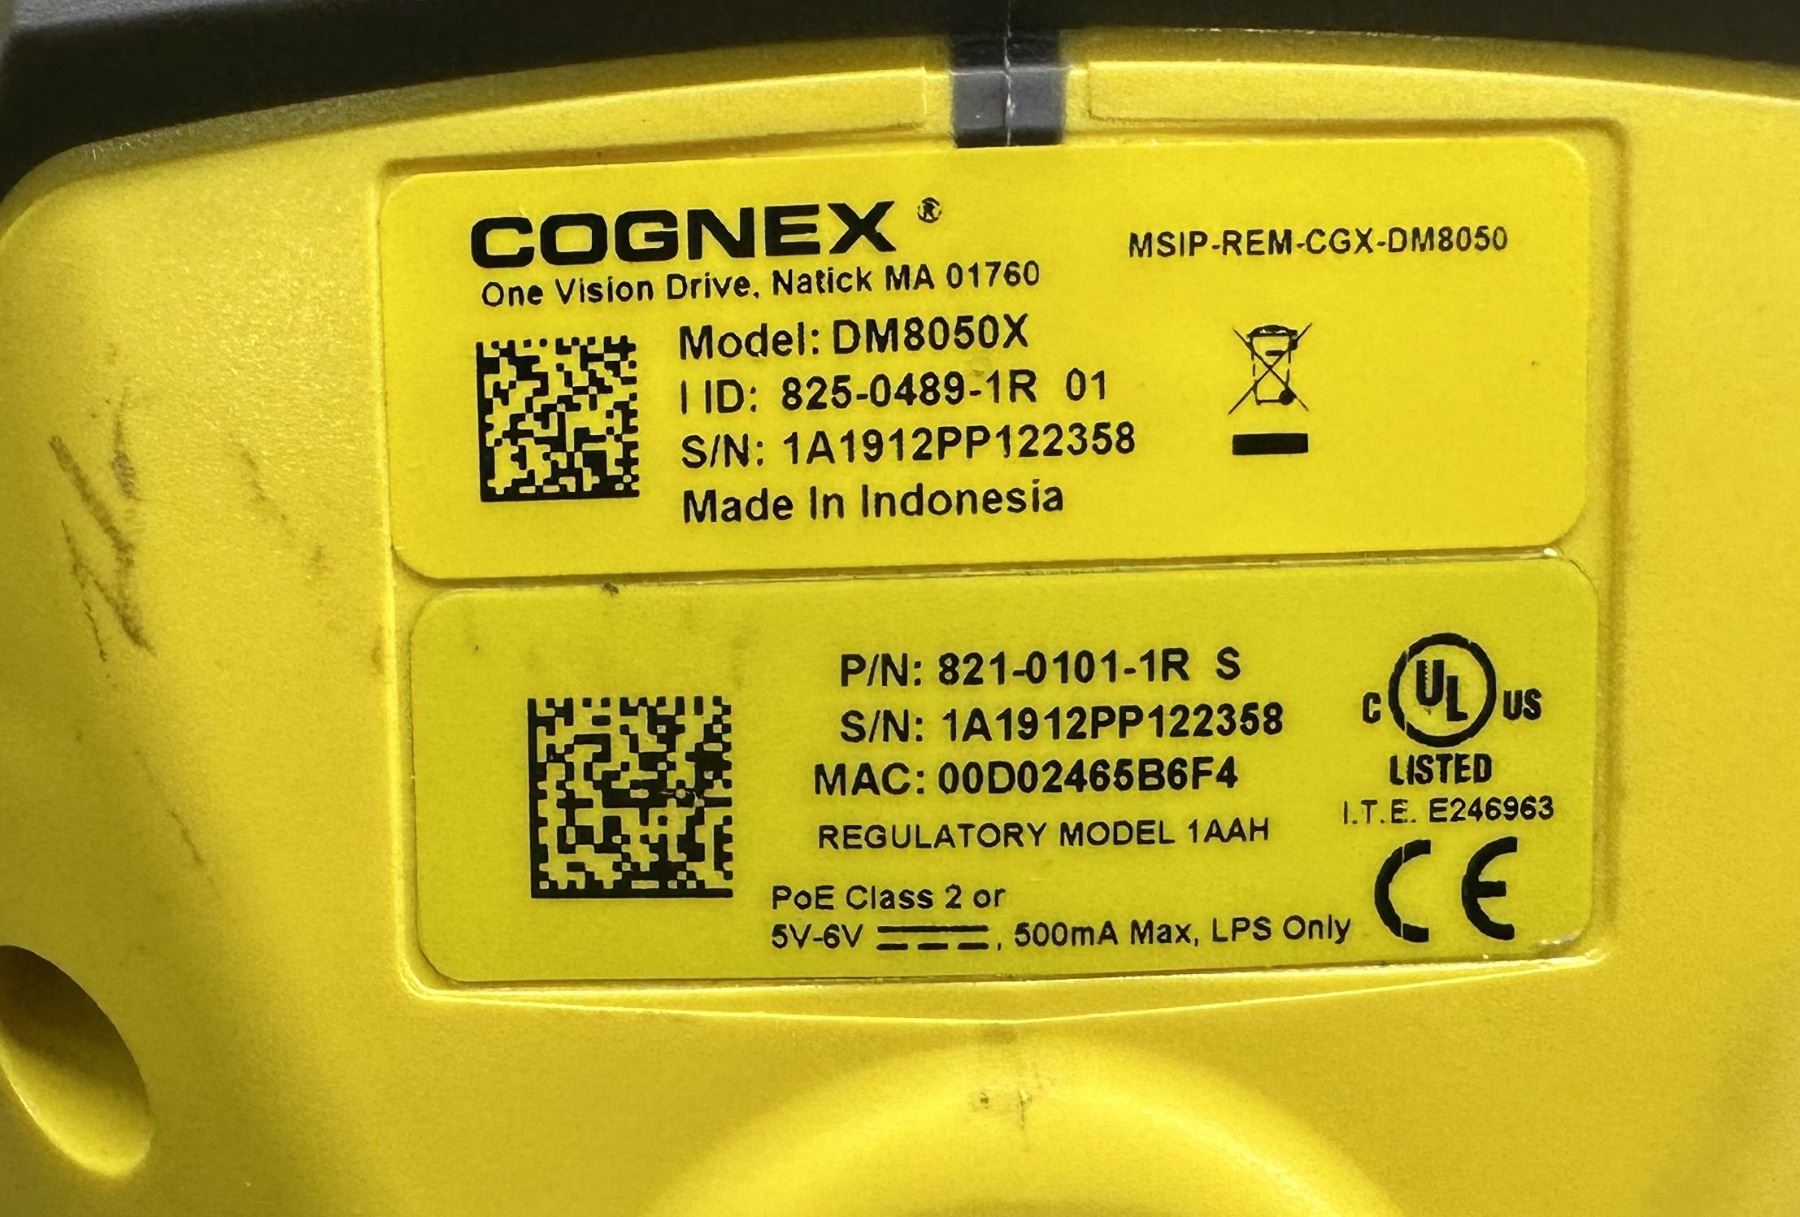 COGNEX ®
One Vision Drive, Natick MA 01760
MSIP-REM-CGX-DM8050
Model: DM8050X
I ID: 825-0489-1R 01
S/N: 1A1912PP122358
Made In Indonesia
P/N: 821-0101-1R S
S/N: 1A1912PP122358
MAC: 00D02465B6F4
REGULATORY MODEL 1AAH
PoE Class 2 or
5V-6V ⎓, 500mA Max, LPS Only
C UL US
LISTED
I.T.E. E246963
CE